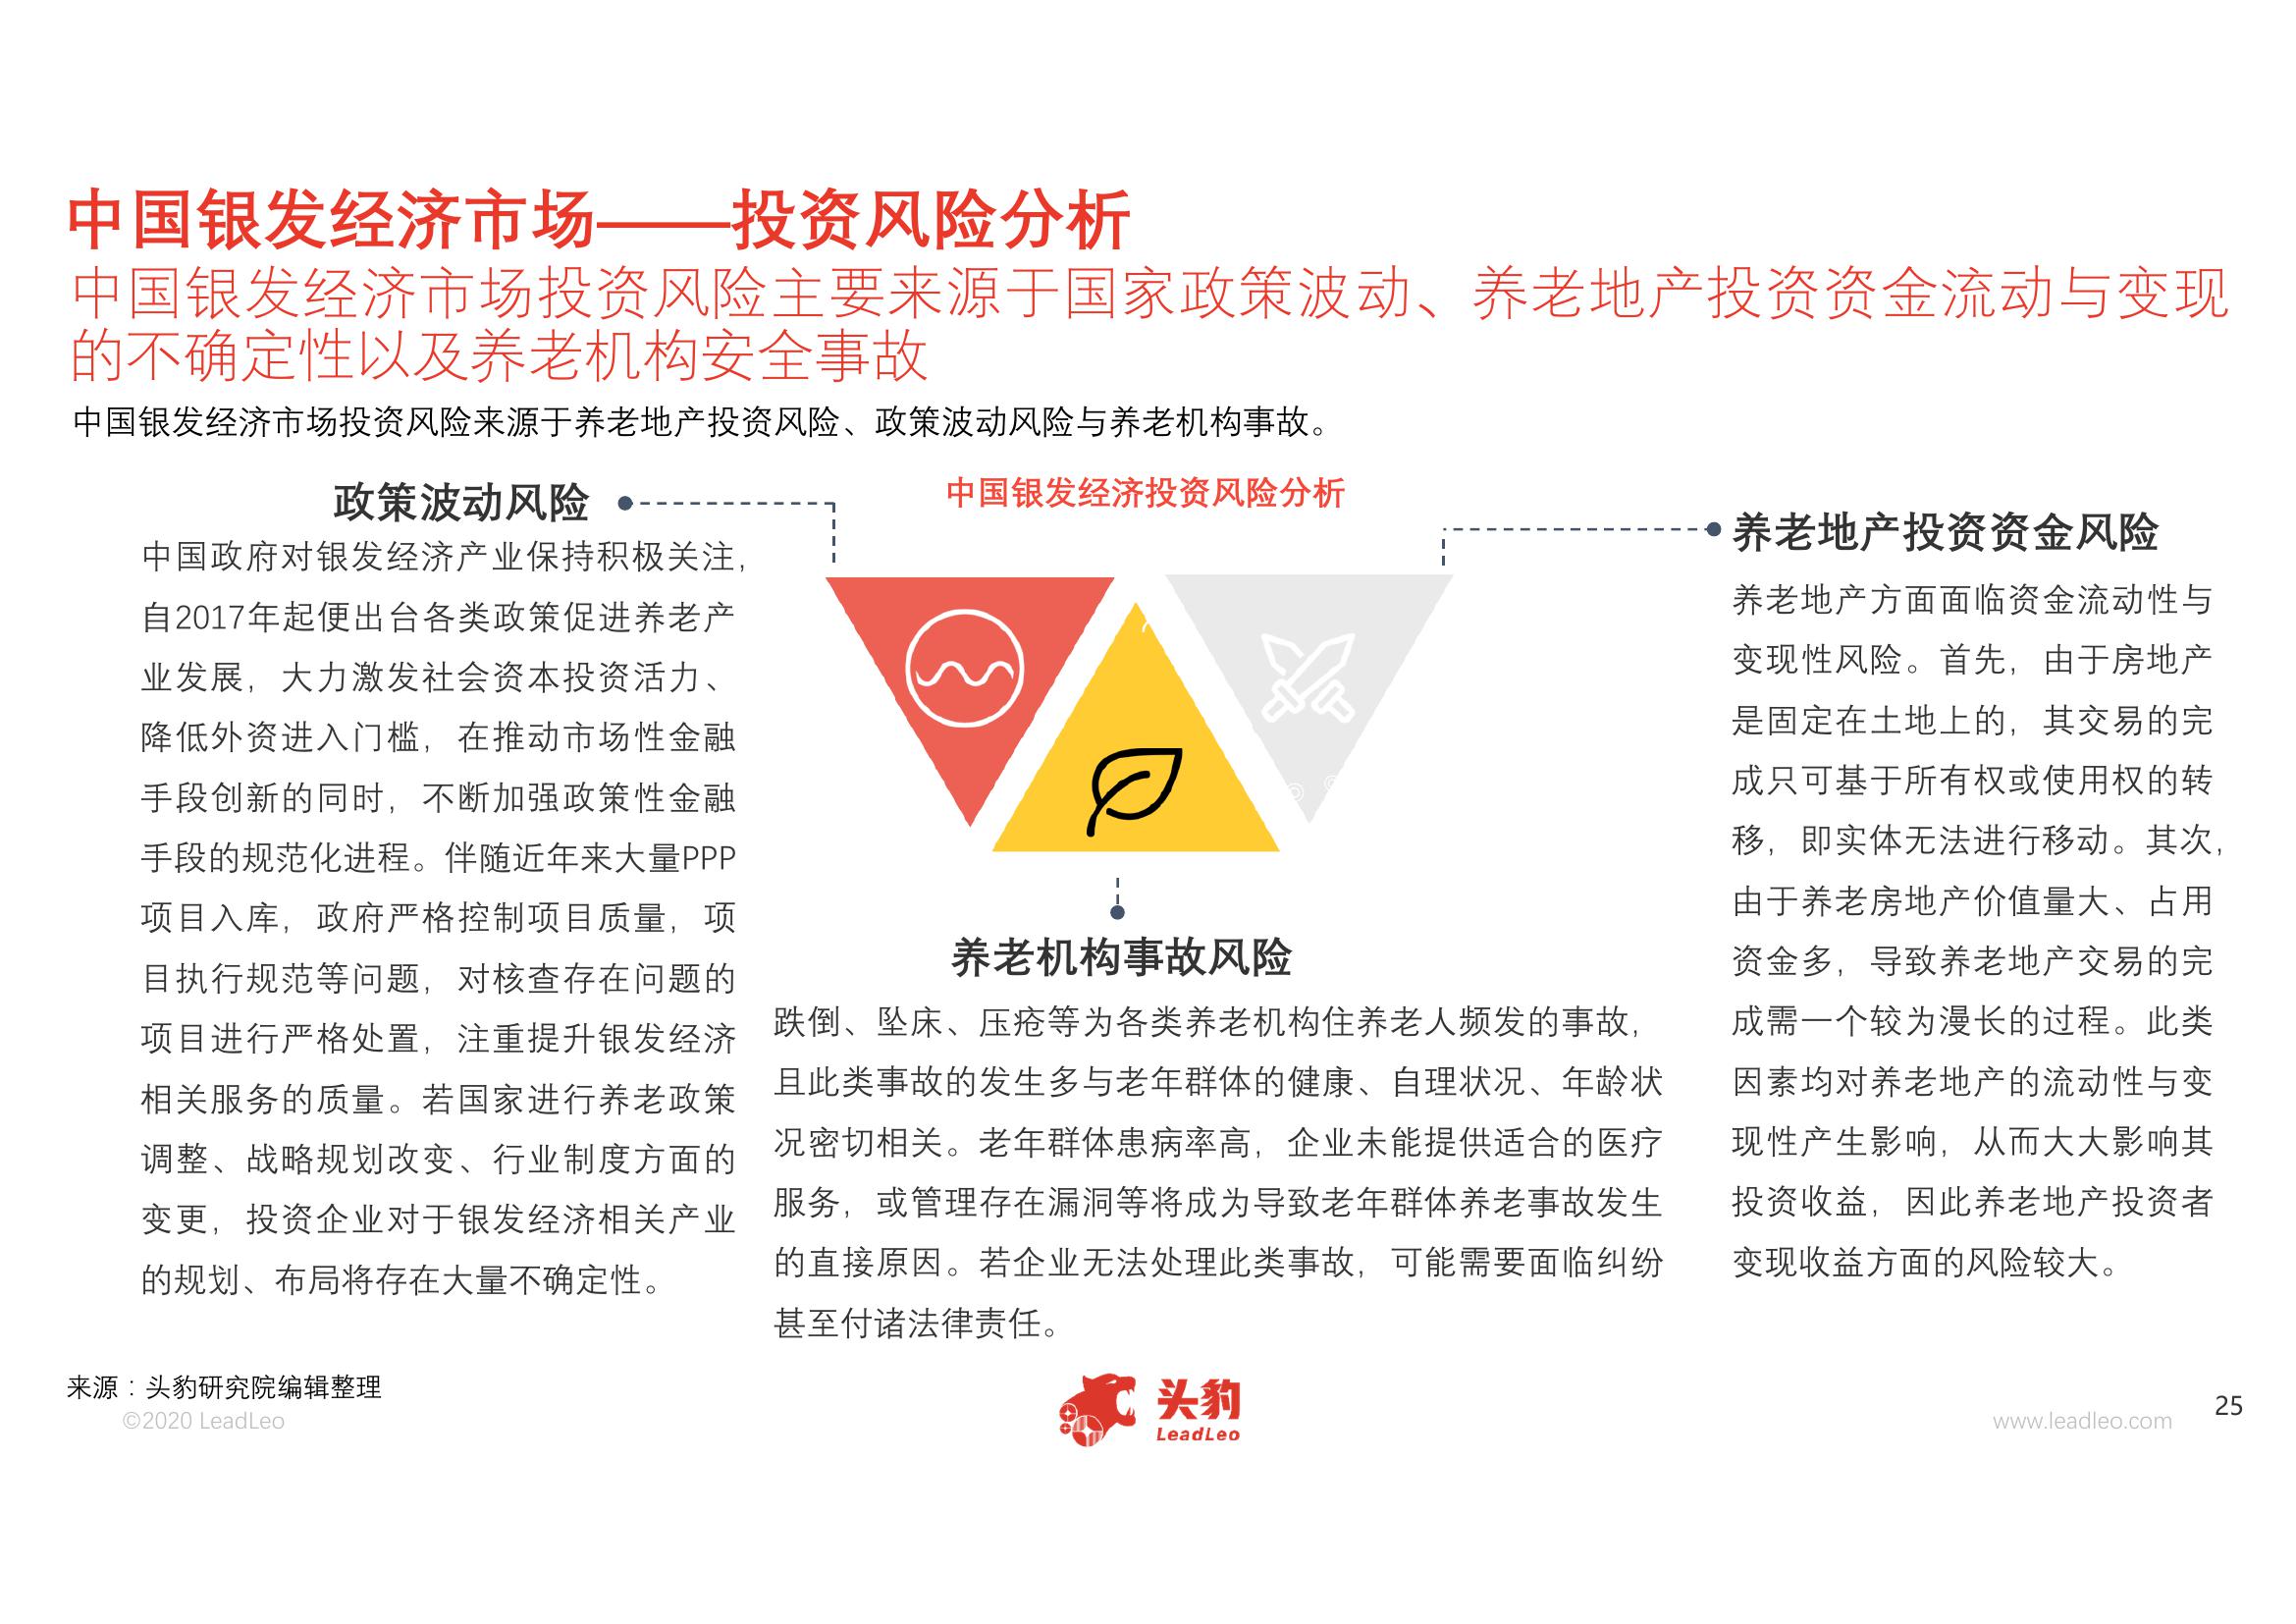 中国银发经济市场——投资风险分析
中国银发经济市场投资风险主要来源于国家政策波动、养老地产投资资金流动与变现
的不确定性以及养老机构安全事故
中国银发经济市场投资风险来源于养老地产投资风险、政策波动风险与养老机构事故。
中国银发经济投资风险分析
政策波动风险
中国政府对银发经济产业保持积极关注，
自2017年起便出台各类政策促进养老产
业发展，大力激发社会资本投资活力、
降低外资进入门槛，在推动市场性金融
手段创新的同时，不断加强政策性金融
手段的规范化进程。伴随近年来大量PPP
项目入库，政府严格控制项目质量，项
目执行规范等问题，对核查存在问题的
项目进行严格处置，注重提升银发经济
相关服务的质量。若国家进行养老政策
调整、战略规划改变、行业制度方面的
变更，投资企业对于银发经济相关产业
的规划、布局将存在大量不确定性。
养老机构事故风险
跌倒、坠床、压疮等为各类养老机构住养老人频发的事故，
且此类事故的发生多与老年群体的健康、自理状况、年龄状
况密切相关。老年群体患病率高，企业未能提供适合的医疗
服务，或管理存在漏洞等将成为导致老年群体养老事故发生
的直接原因。若企业无法处理此类事故，可能需要面临纠纷
甚至付诸法律责任。
养老地产投资资金风险
养老地产方面面临资金流动性与
变现性风险。首先，由于房地产
是固定在土地上的，其交易的完
成只可基于所有权或使用权的转
移，即实体无法进行移动。其次，
由于养老房地产价值量大、占用
资金多，导致养老地产交易的完
成需一个较为漫长的过程。此类
因素均对养老地产的流动性与变
现性产生影响，从而大大影响其
投资收益，因此养老地产投资者
变现收益方面的风险较大。
来源：头豹研究院编辑整理
©2020 LeadLeo
头豹
LeadLeo
www.leadleo.com
25